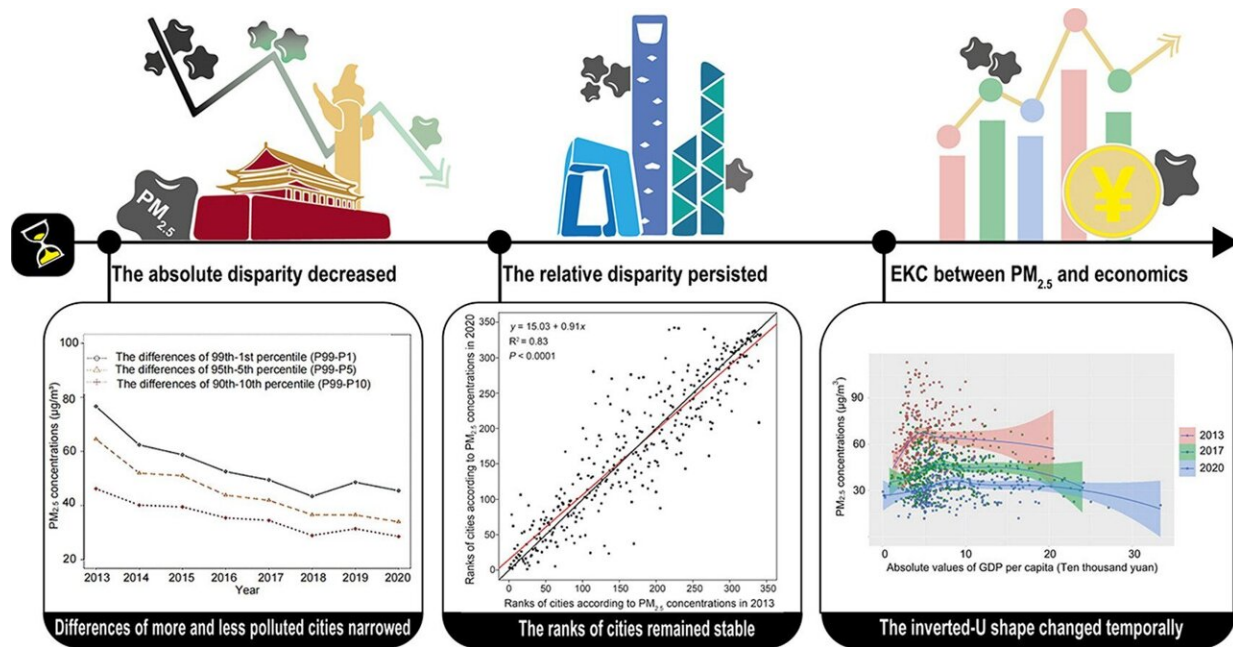 PM2.5
¥
The absolute disparity decreased
The relative disparity persisted
EKC between PM2.5 and economics
100
80
60
40
20
PM2.5 concentrations (μg/m³)
The differences of 99th-1st percentile (P99-P1)
The differences of 95th-5th percentile (P99-P5)
The differences of 90th-10th percentile (P99-P10)
2013 2014 2015 2016 2017 2018 2019 2020
Year
Differences of more and less polluted cities narrowed
Ranks of cities according to PM2.5 concentrations in 2020
350
300
250
200
150
100
50
0
y = 15.03 + 0.91x
R² = 0.83
P < 0.0001
0 50 100 150 200 250 300 350
Ranks of cities according to PM2.5 concentrations in 2013
The ranks of cities remained stable
PM2.5 concentrations (μg/m³)
120
90
60
30
0 10 20 30
Absolute values of GDP per capita (Ten thousand yuan)
2013
2017
2020
The inverted-U shape changed temporally